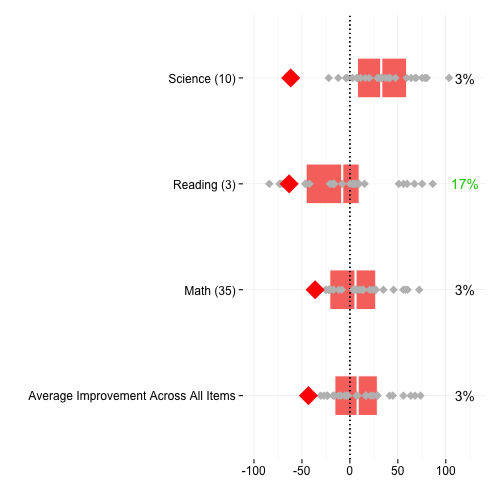 Science (10) 3%
Reading (3) 17%
Math (35) 3%
Average Improvement Across All Items 3%
-100 -50 0 50 100